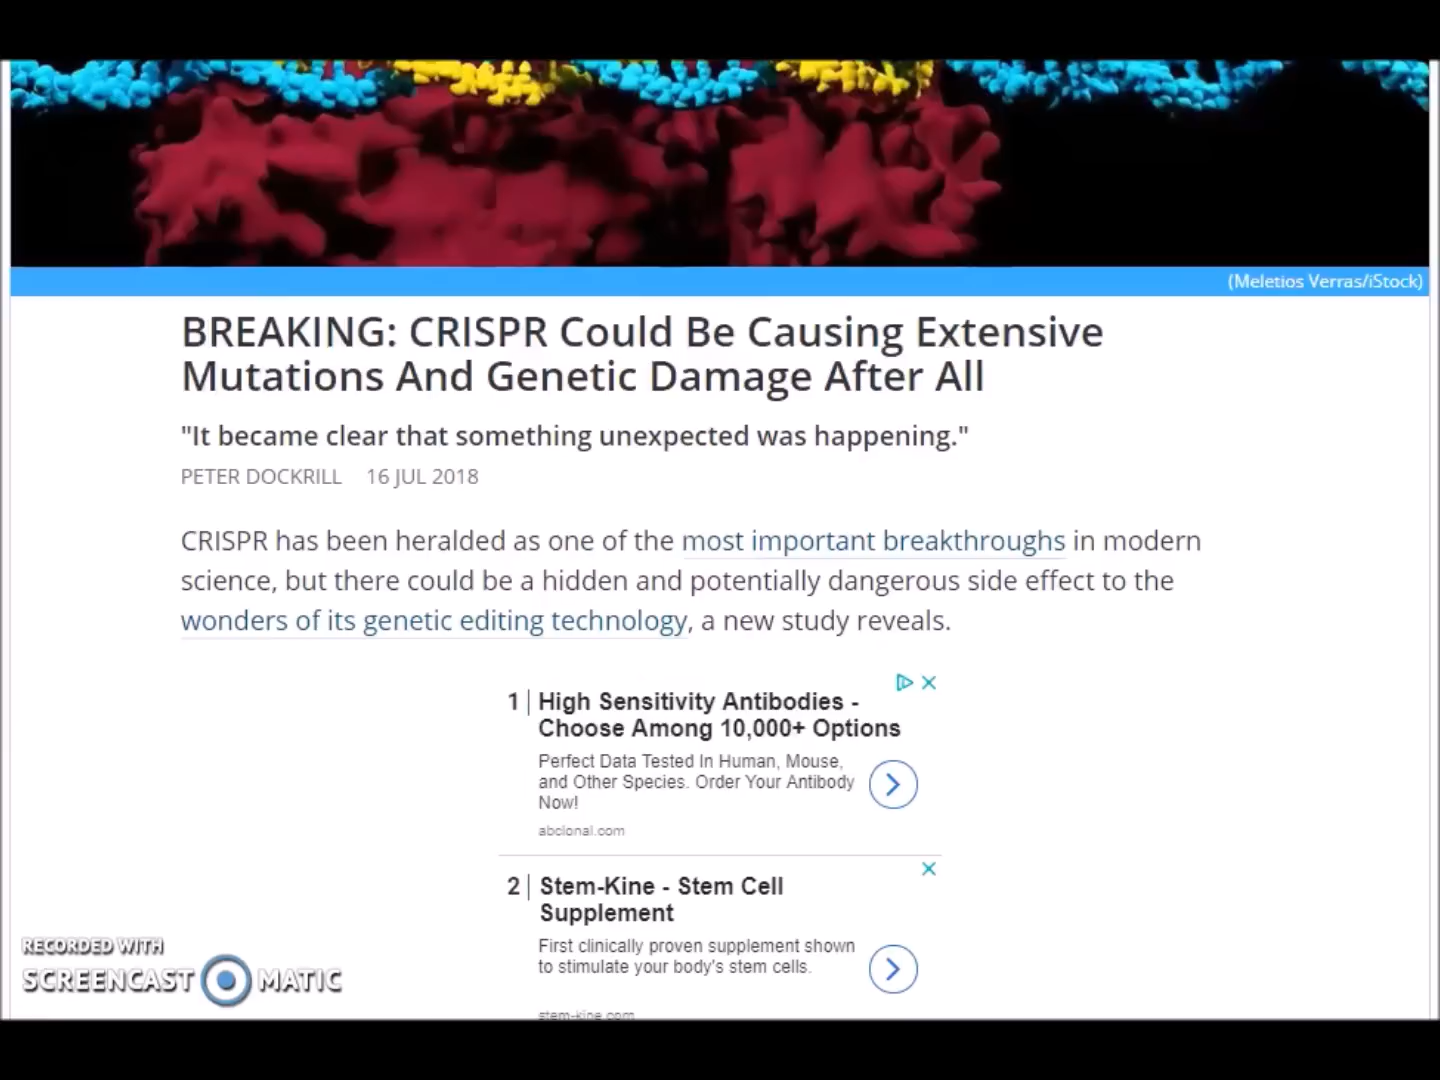 (Meletios Verras/iStock)
BREAKING: CRISPR Could Be Causing Extensive
Mutations And Genetic Damage After All
"It became clear that something unexpected was happening."
PETER DOCKRILL 16 JUL 2018
CRISPR has been heralded as one of the most important breakthroughs in modern
science, but there could be a hidden and potentially dangerous side effect to the
wonders of its genetic editing technology, a new study reveals.
1 High Sensitivity Antibodies -
Choose Among 10,000+ Options
Perfect Data Tested In Human, Mouse,
and Other Species. Order Your Antibody
Now!
abclonal.com
2 Stem-Kine - Stem Cell
Supplement
First clinically proven supplement shown
to stimulate your body's stem cells.
stem-kine.com
RECORDED WITH
SCREENCAST MATIC